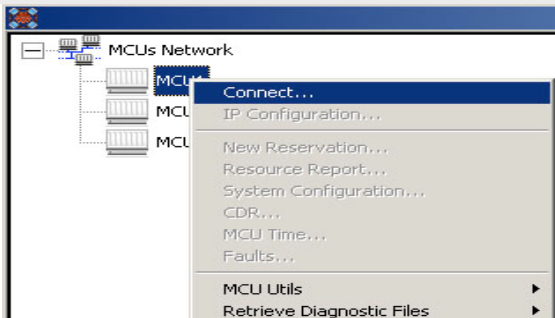 MCUs Network
MCU1
Connect...
IP Configuration...
MCU
New Reservation...
MCU
Resource Report...
System Configuration...
CDR...
MCU Time...
Faults...
MCU Utils
Retrieve Diagnostic Files